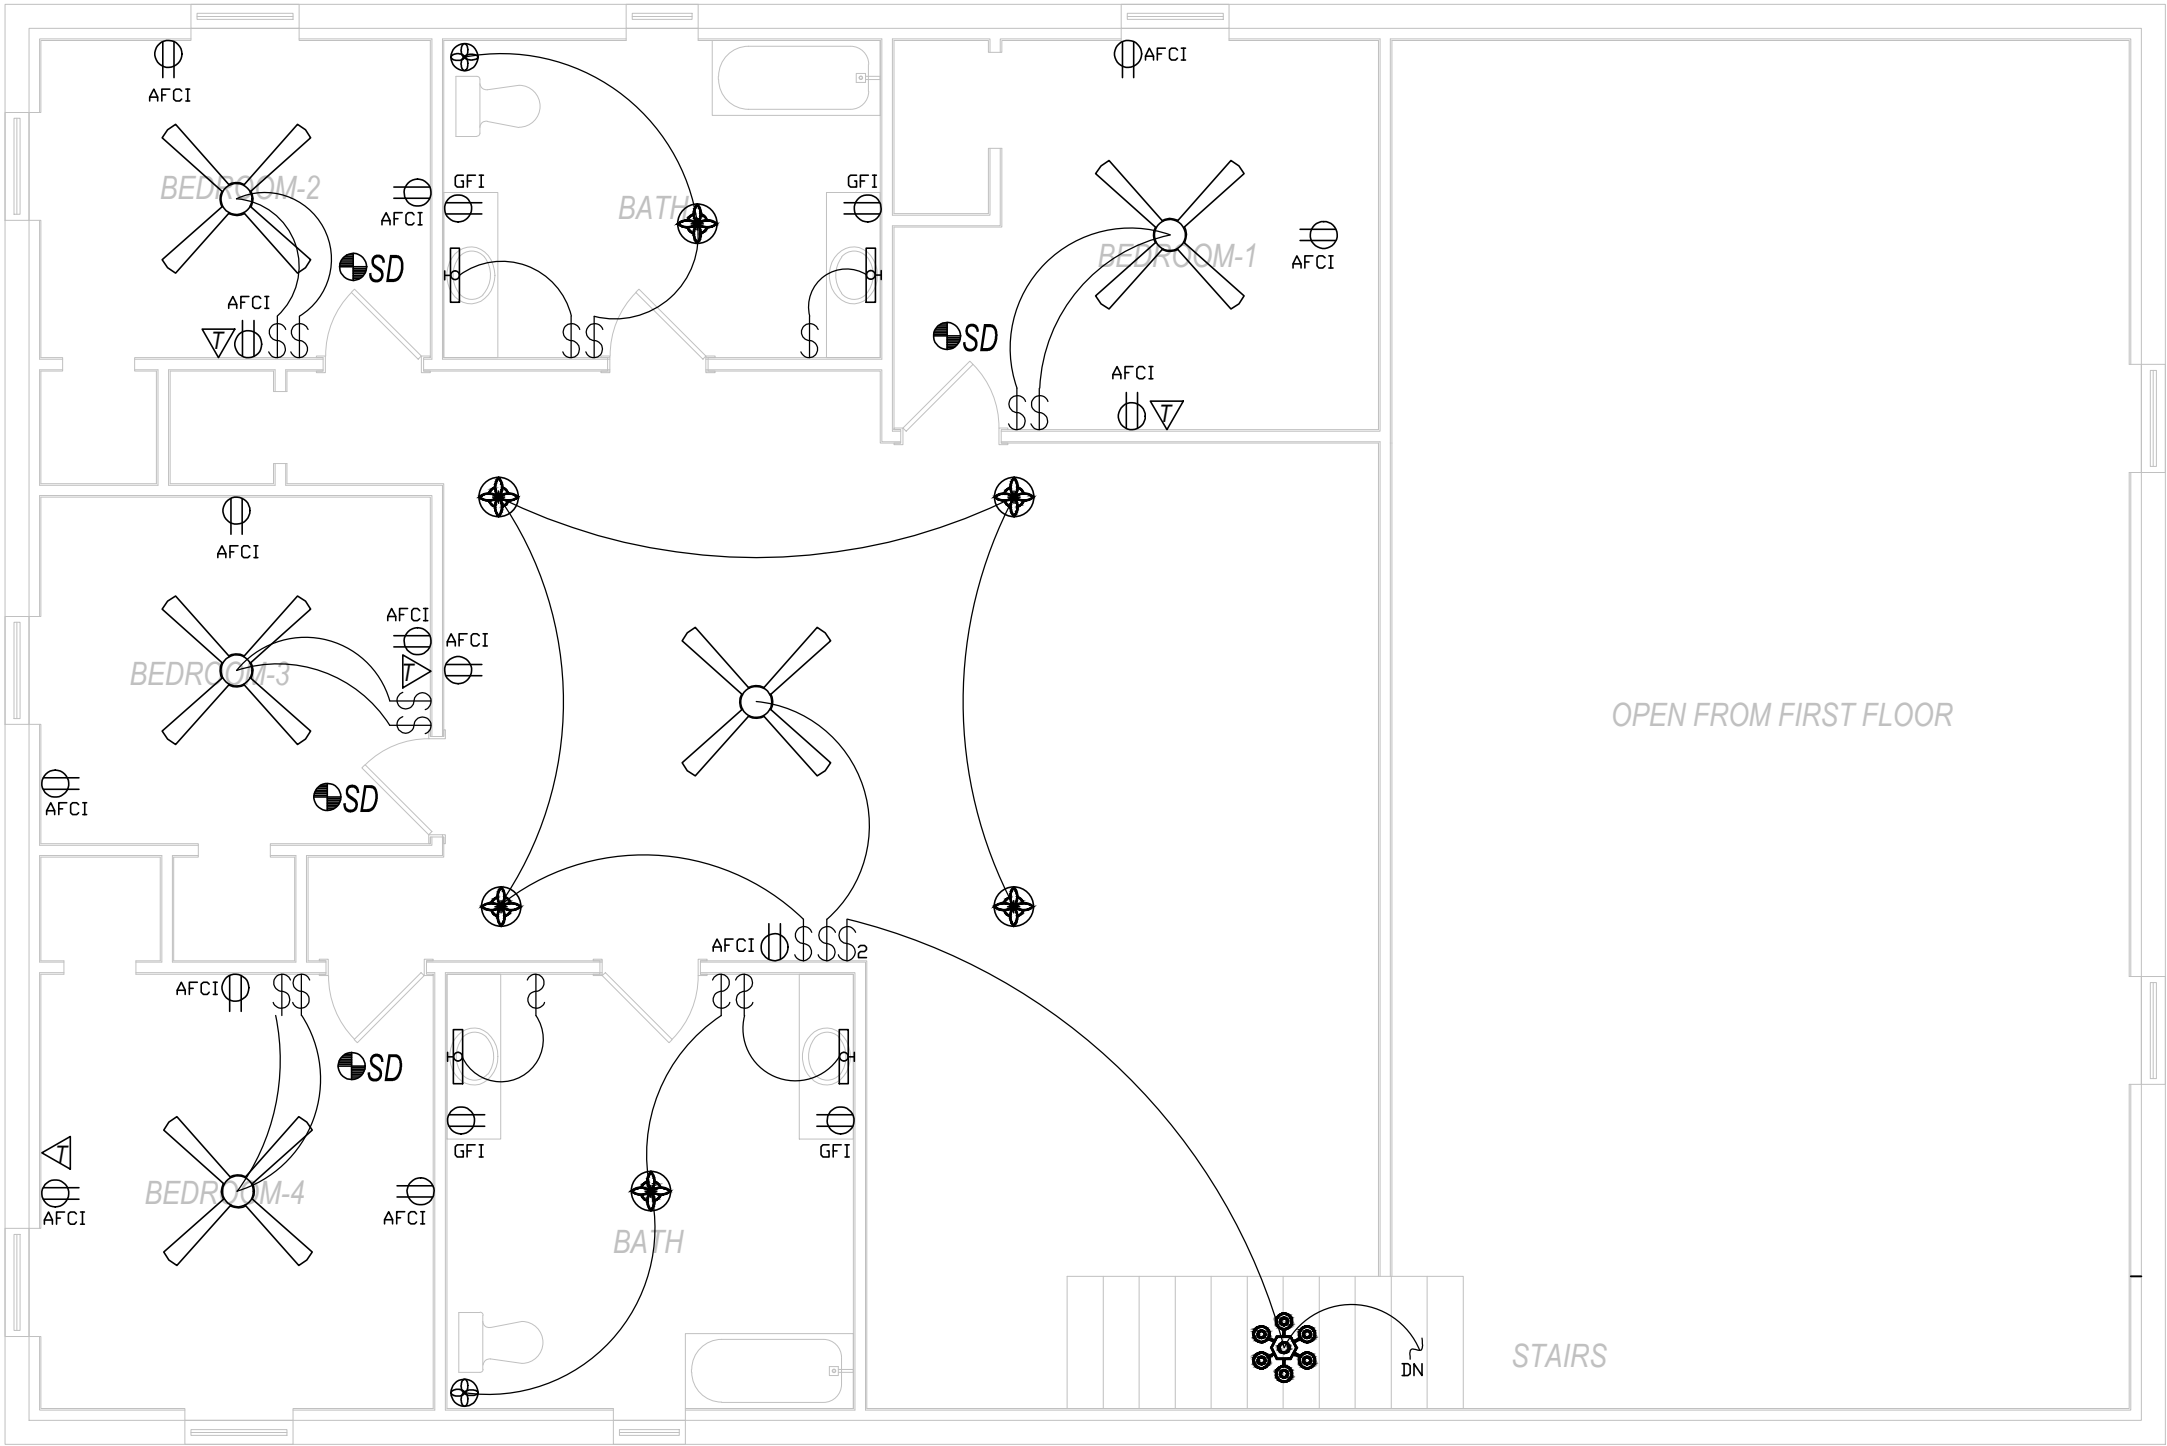 AFCI
AFCI
BEDROOM-2
AFCI
SD
AFCI
T
$ $
GFI
GFI
BATH
$ $
$
AFCI
BEDROOM-1
AFCI
SD
AFCI
T
$ $
AFCI
AFCI
AFCI
T
BEDROOM-3
$
$
SD
AFCI
OPEN FROM FIRST FLOOR
AFCI
$ $ $2
AFCI
$ $
SD
T
BEDROOM-4
AFCI
AFCI
$
$ $
GFI
GFI
BATH
STAIRS
DN